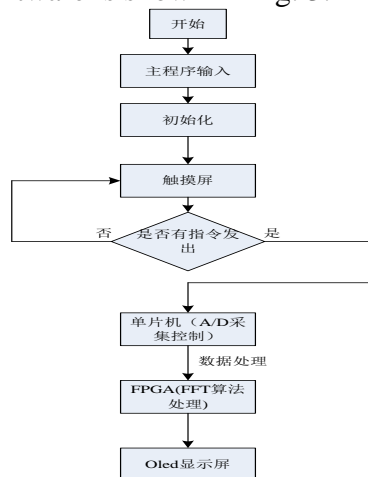 开始
主程序输入
初始化
触摸屏
否
是否有指令发
出
是
单片机（A/D采
集控制）
数据处理
FPGA(FFT算法
处理)
Oled显示屏